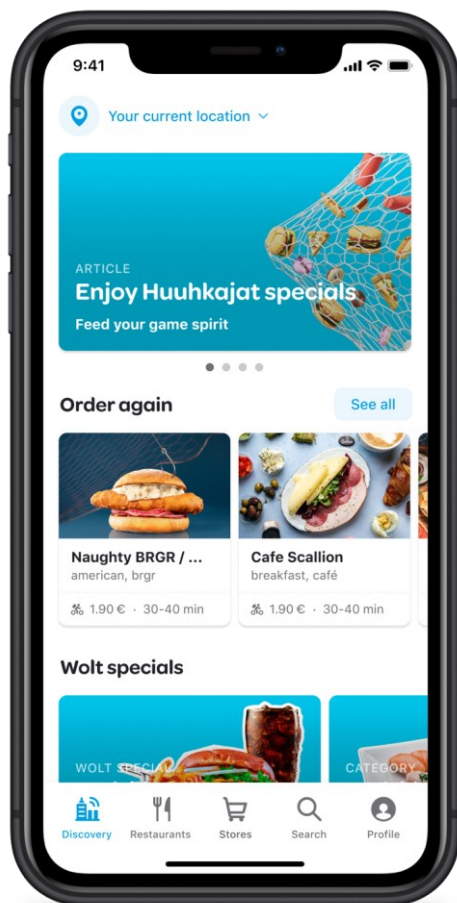 9:41
Your current location
ARTICLE
Enjoy Huuhkajat specials
Feed your game spirit
Order again
See all
Naughty BRGR / ...
american, brgr
1.90 € · 30-40 min
Cafe Scallion
breakfast, café
1.90 € · 30-40 min
Wolt specials
WOLT SPECIAL
CATEGORY
Discovery
Restaurants
Stores
Search
Profile